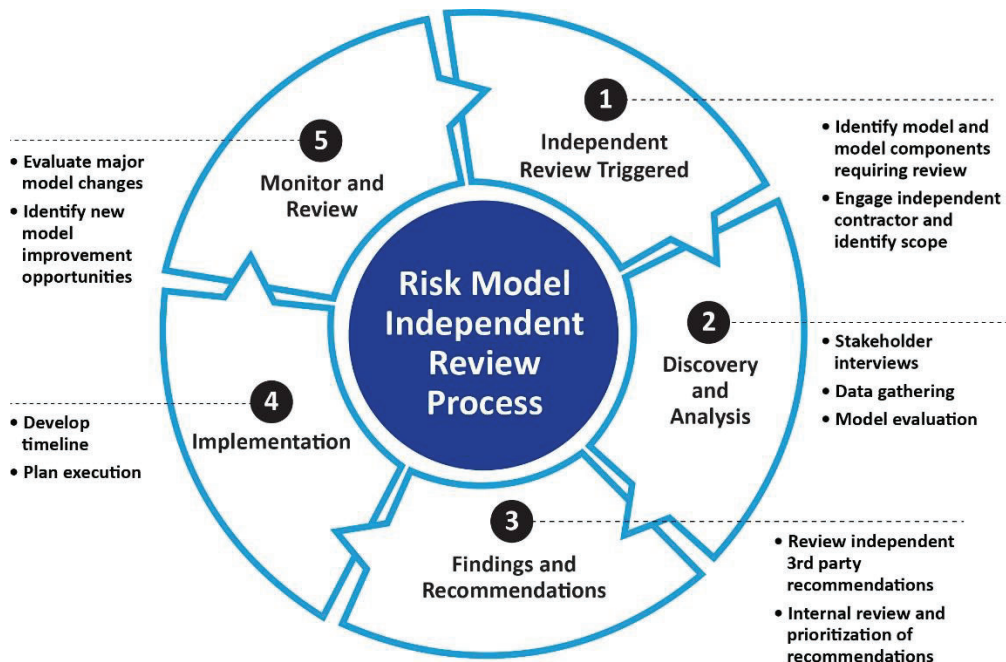 Risk Model
Independent
Review
Process
1
Independent
Review Triggered
• Identify model and
model components
requiring review
• Engage independent
contractor and
identify scope
2
Discovery
and
Analysis
• Stakeholder
interviews
• Data gathering
• Model evaluation
3
Findings and
Recommendations
• Review independent
3rd party
recommendations
• Internal review and
prioritization of
recommendations
4
Implementation
• Develop
timeline
• Plan execution
5
Monitor and
Review
• Evaluate major
model changes
• Identify new
model
improvement
opportunities